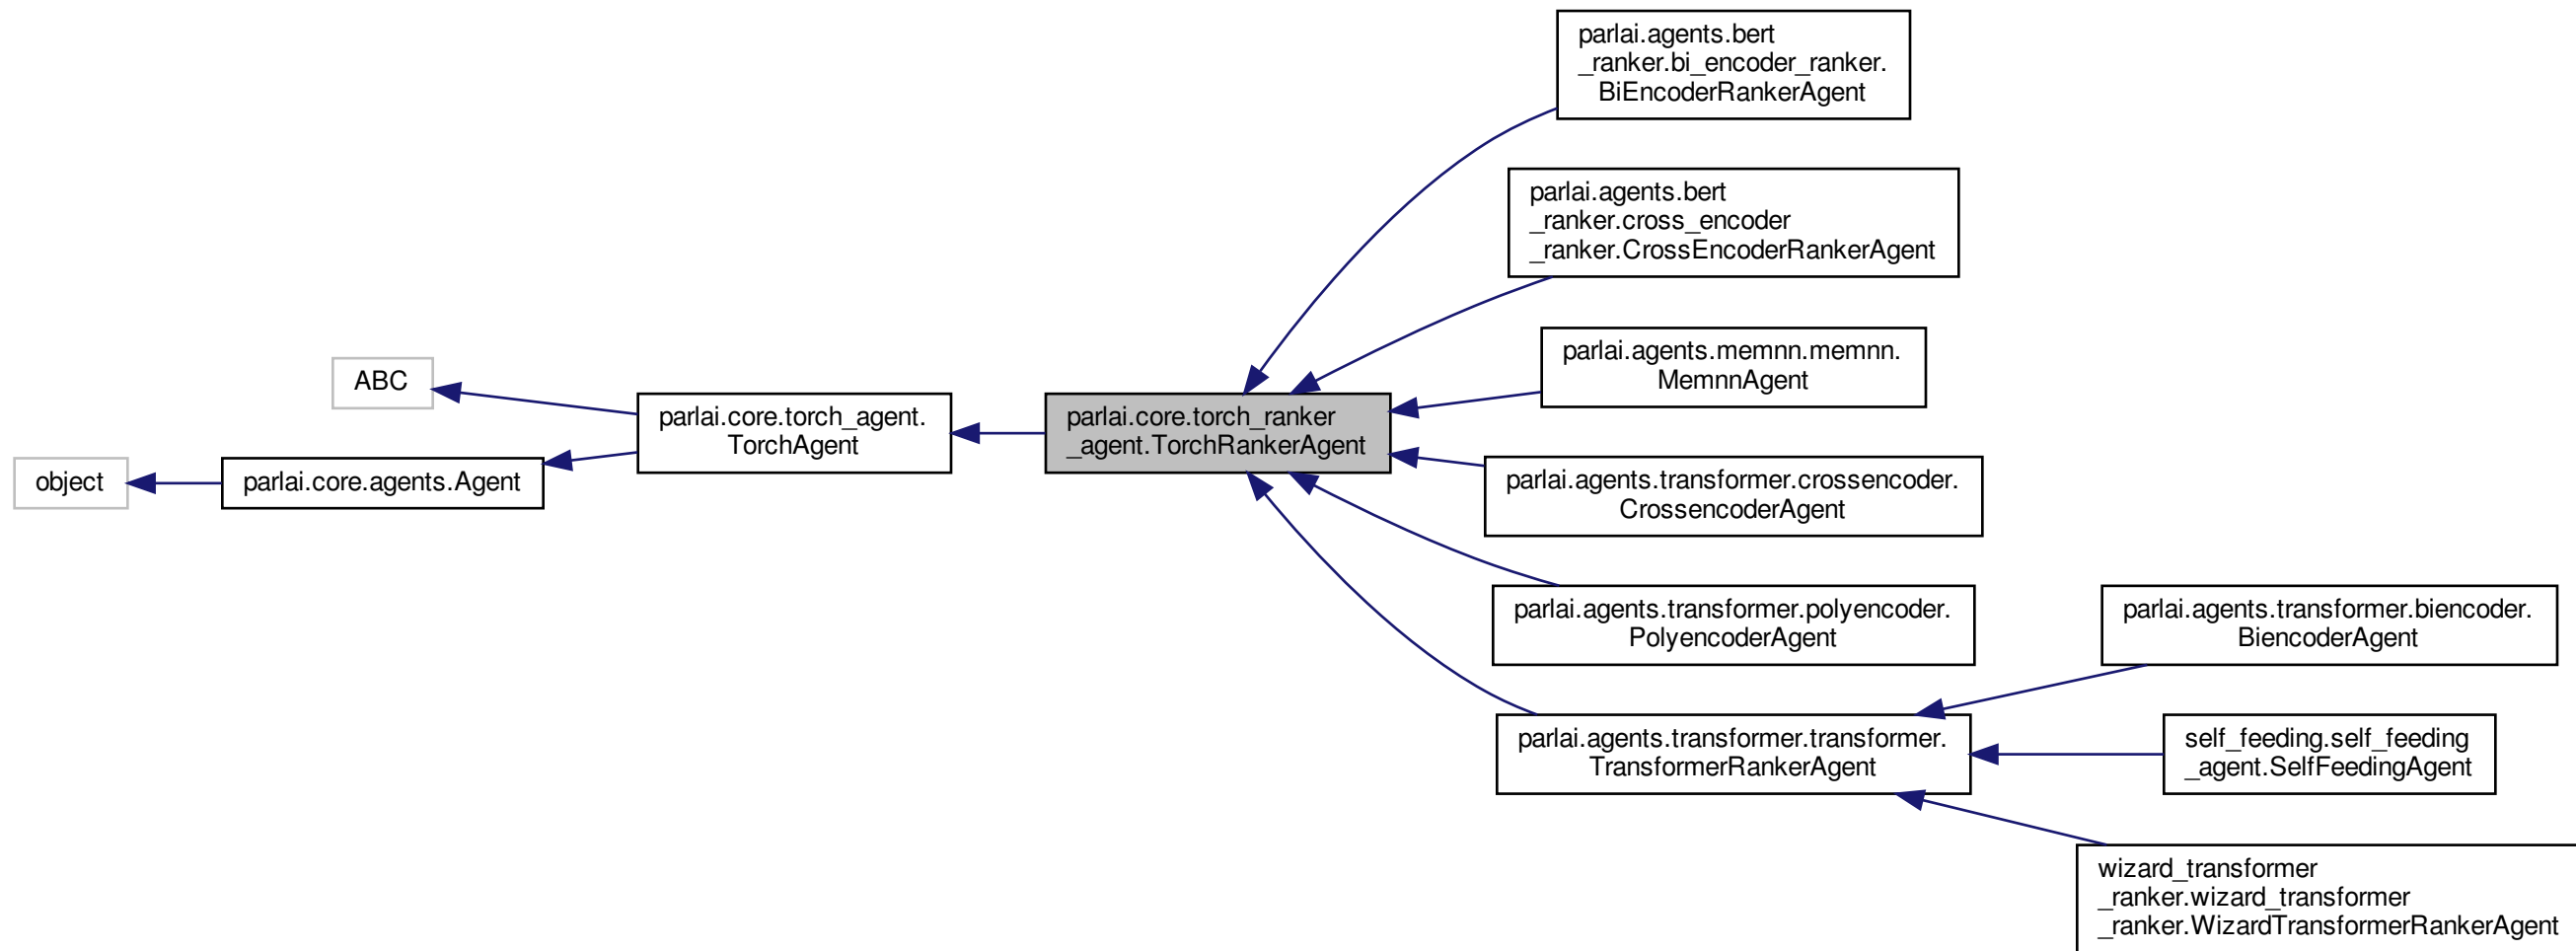 parlai.agents.bert
_ranker.bi_encoder_ranker.
BiEncoderRankerAgent
parlai.agents.bert
_ranker.cross_encoder
_ranker.CrossEncoderRankerAgent
parlai.agents.memnn.memnn.
MemnnAgent
ABC
parlai.core.torch_agent.
TorchAgent
parlai.core.torch_ranker
_agent.TorchRankerAgent
object
parlai.core.agents.Agent
parlai.agents.transformer.crossencoder.
CrossencoderAgent
parlai.agents.transformer.polyencoder.
PolyencoderAgent
parlai.agents.transformer.biencoder.
BiencoderAgent
parlai.agents.transformer.transformer.
TransformerRankerAgent
self_feeding.self_feeding
_agent.SelfFeedingAgent
wizard_transformer
_ranker.wizard_transformer
_ranker.WizardTransformerRankerAgent